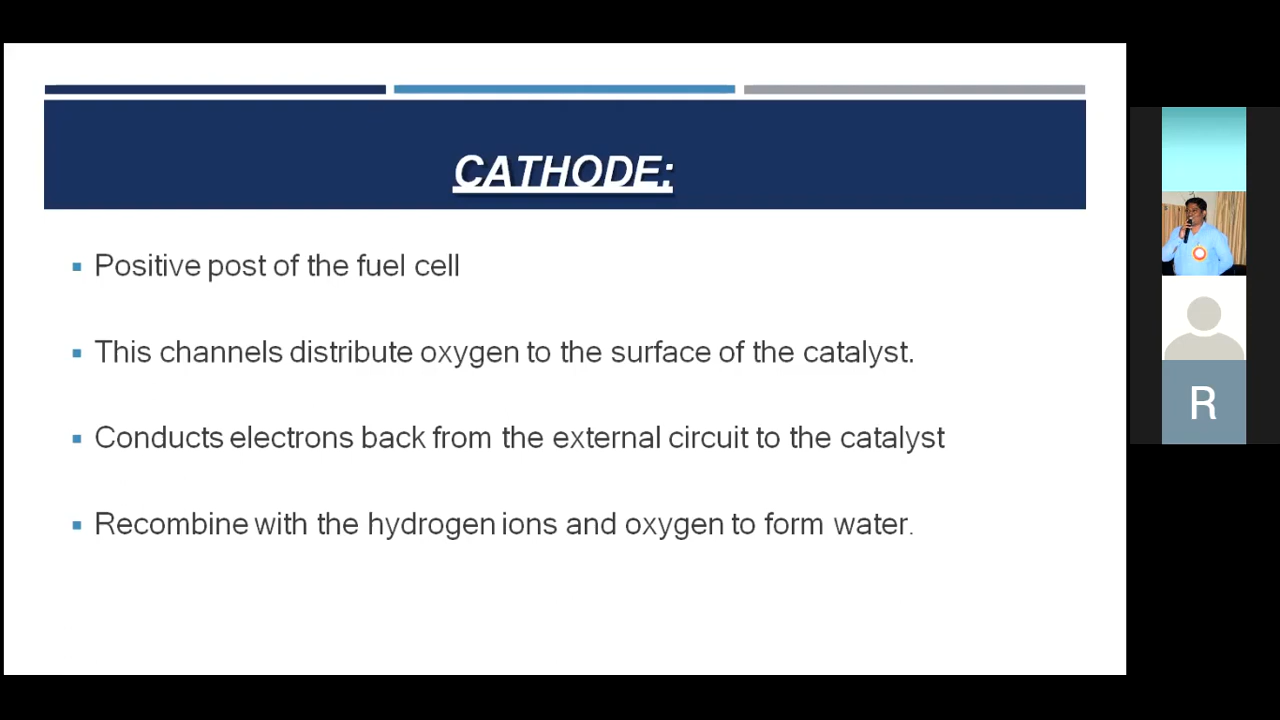 CATHODE:
Positive post of the fuel cell
This channels distribute oxygen to the surface of the catalyst.
Conducts electrons back from the external circuit to the catalyst
Recombine with the hydrogen ions and oxygen to form water.
R